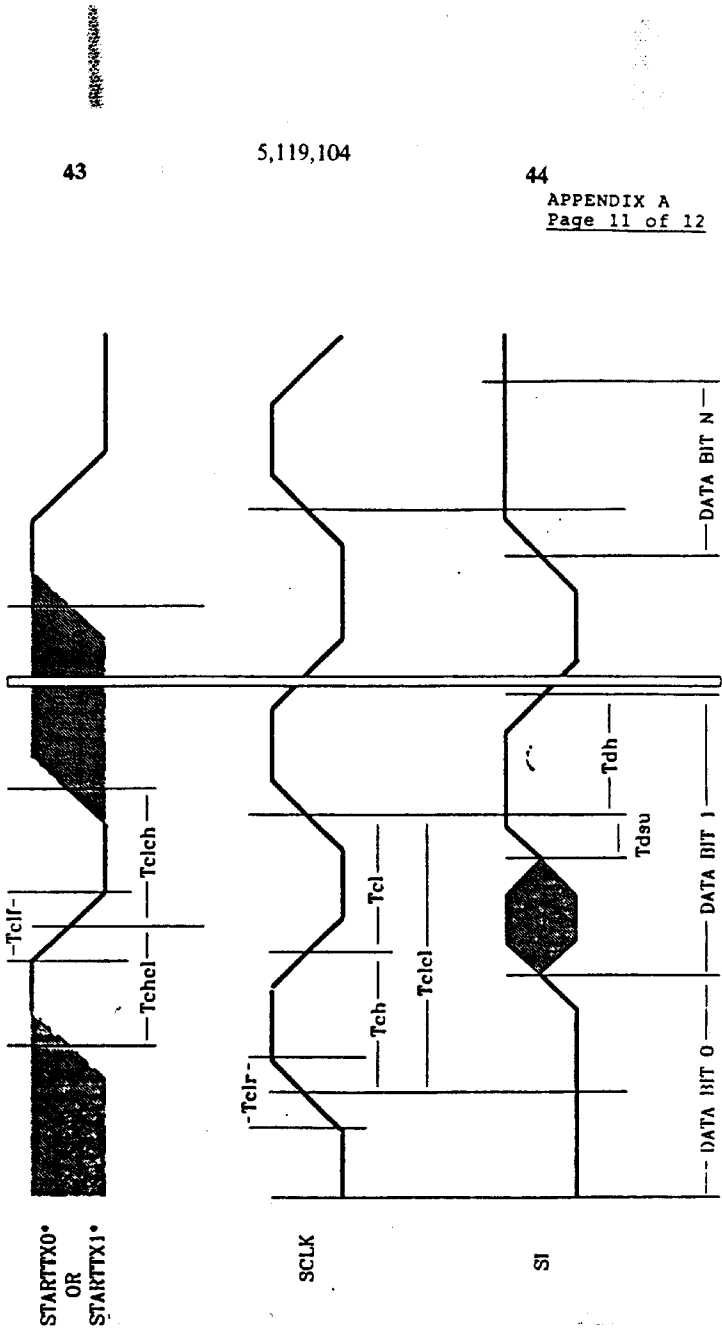 43
5,119,104
44
APPENDIX A
Page 11 of 12
STARTTX0*
OR
STARTTX1*
Tchcl
Tclf
Tclch
SCLK
Tclr
Tch
Tcl
Tclcl
SI
Tdsu
Tdh
DATA BIT 0
DATA BIT 1
DATA BIT N